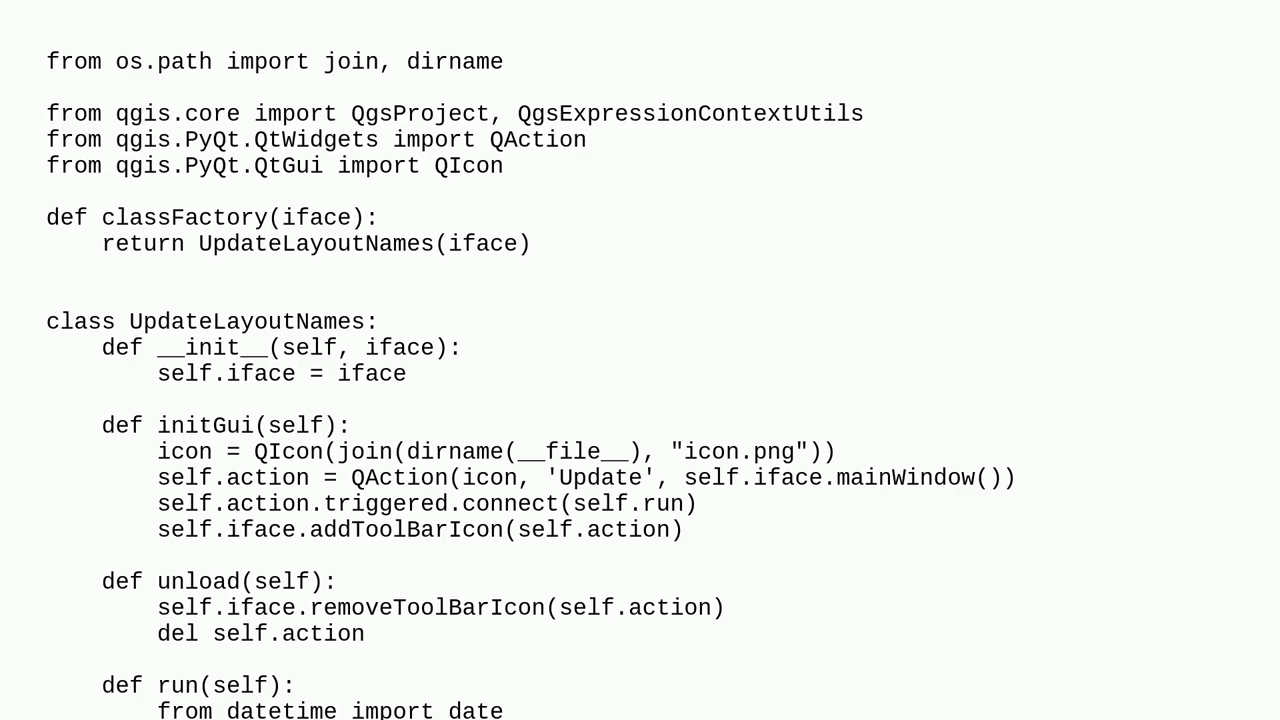 from os.path import join, dirname

from qgis.core import QgsProject, QgsExpressionContextUtils
from qgis.PyQt.QtWidgets import QAction
from qgis.PyQt.QtGui import QIcon

def classFactory(iface):
    return UpdateLayoutNames(iface)


class UpdateLayoutNames:
    def __init__(self, iface):
        self.iface = iface

    def initGui(self):
        icon = QIcon(join(dirname(__file__), "icon.png"))
        self.action = QAction(icon, 'Update', self.iface.mainWindow())
        self.action.triggered.connect(self.run)
        self.iface.addToolBarIcon(self.action)

    def unload(self):
        self.iface.removeToolBarIcon(self.action)
        del self.action

    def run(self):
        from datetime import date